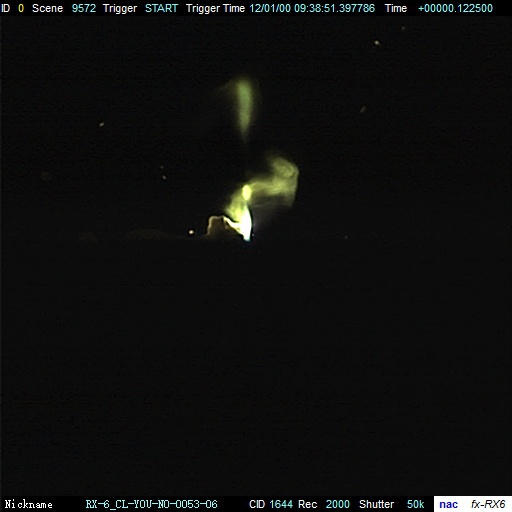 ID 0 Scene 9572 Trigger START Trigger Time 12/01/00 09:38:51.397786 Time +00000.122500
Nickname RX-6_CL-YOU-NO-0053-06 CID 1644 Rec 2000 Shutter 50k nac fx-RX6